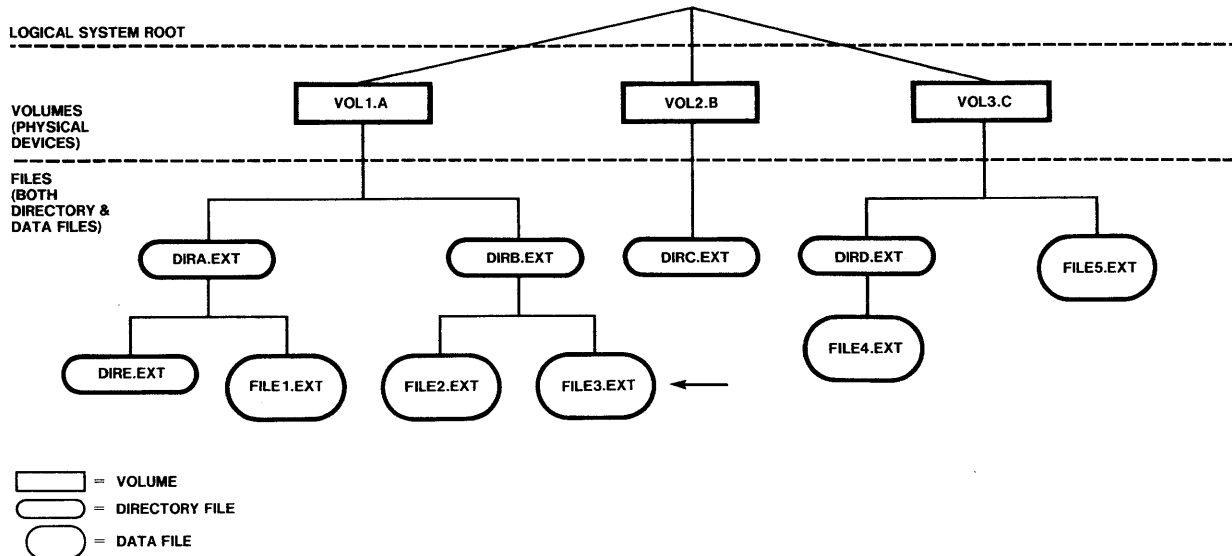 LOGICAL SYSTEM ROOT
VOLUMES
(PHYSICAL
DEVICES)
VOL1.A
VOL2.B
VOL3.C
FILES
(BOTH
DIRECTORY &
DATA FILES)
DIRA.EXT
DIRB.EXT
DIRC.EXT
DIRD.EXT
FILE5.EXT
DIRE.EXT
FILE1.EXT
FILE2.EXT
FILE3.EXT
FILE4.EXT
= VOLUME
= DIRECTORY FILE
= DATA FILE